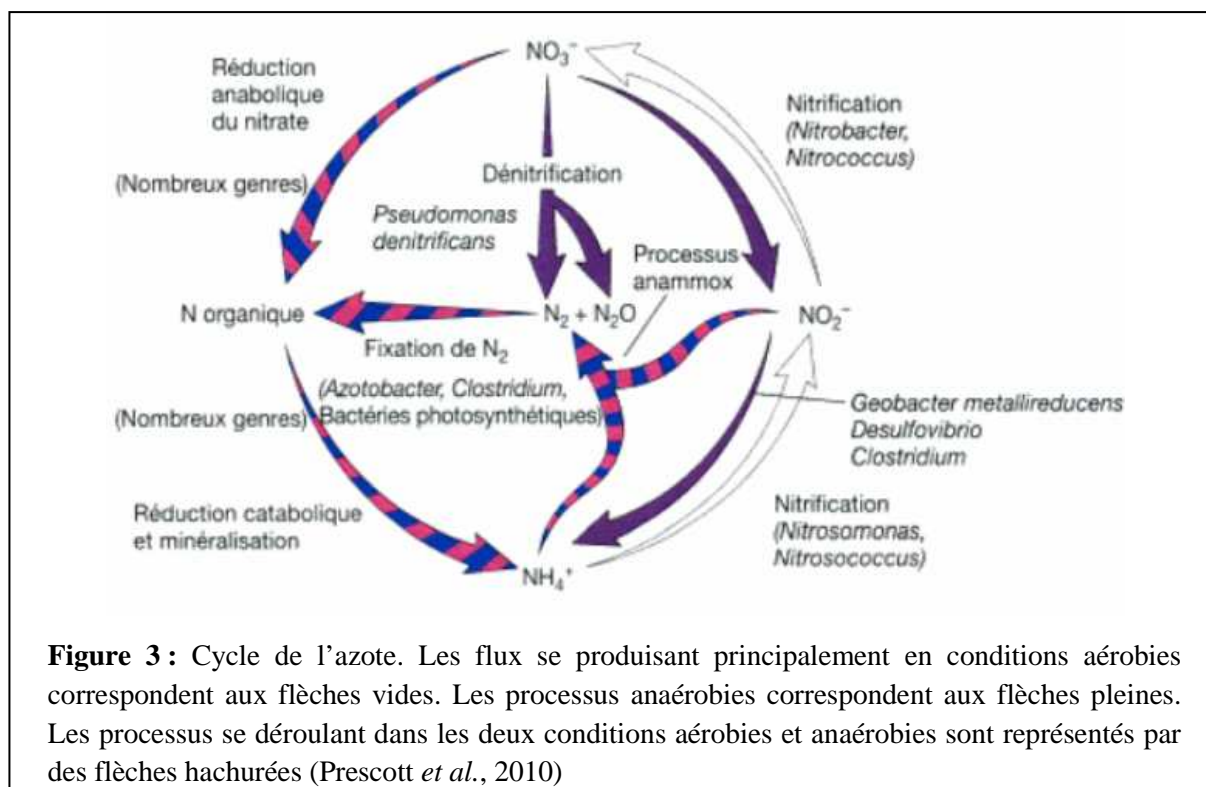 NO₃⁻
Réduction
anabolique
du nitrate
Nitrification
(Nitrobacter,
Nitrococcus)
(Nombreux genres)
Dénitrification
Pseudomonas
denitrificans
Processus
anammox
N organique
N₂ + N₂O
NO₂⁻
Fixation de N₂
(Azotobacter, Clostridium,
Bactéries photosynthétiques)
(Nombreux genres)
Geobacter metallireducens
Desulfovibrio
Clostridium
Réduction catabolique
et minéralisation
Nitrification
(Nitrosomonas,
Nitrosococcus)
NH₄⁺
Figure 3 : Cycle de l’azote. Les flux se produisant principalement en conditions aérobies
correspondent aux flèches vides. Les processus anaérobies correspondent aux flèches pleines.
Les processus se déroulant dans les deux conditions aérobies et anaérobies sont représentés par
des flèches hachurées (Prescott et al., 2010)